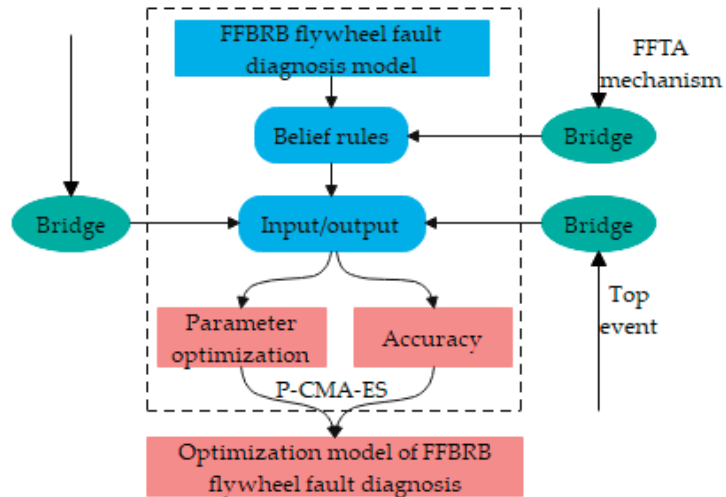 FFBRB flywheel fault
diagnosis model
FFTA
mechanism
Belief rules
Bridge
Bridge
Input/output
Bridge
Parameter
optimization
Accuracy
Top
event
P-CMA-ES
Optimization model of FFBRB
flywheel fault diagnosis